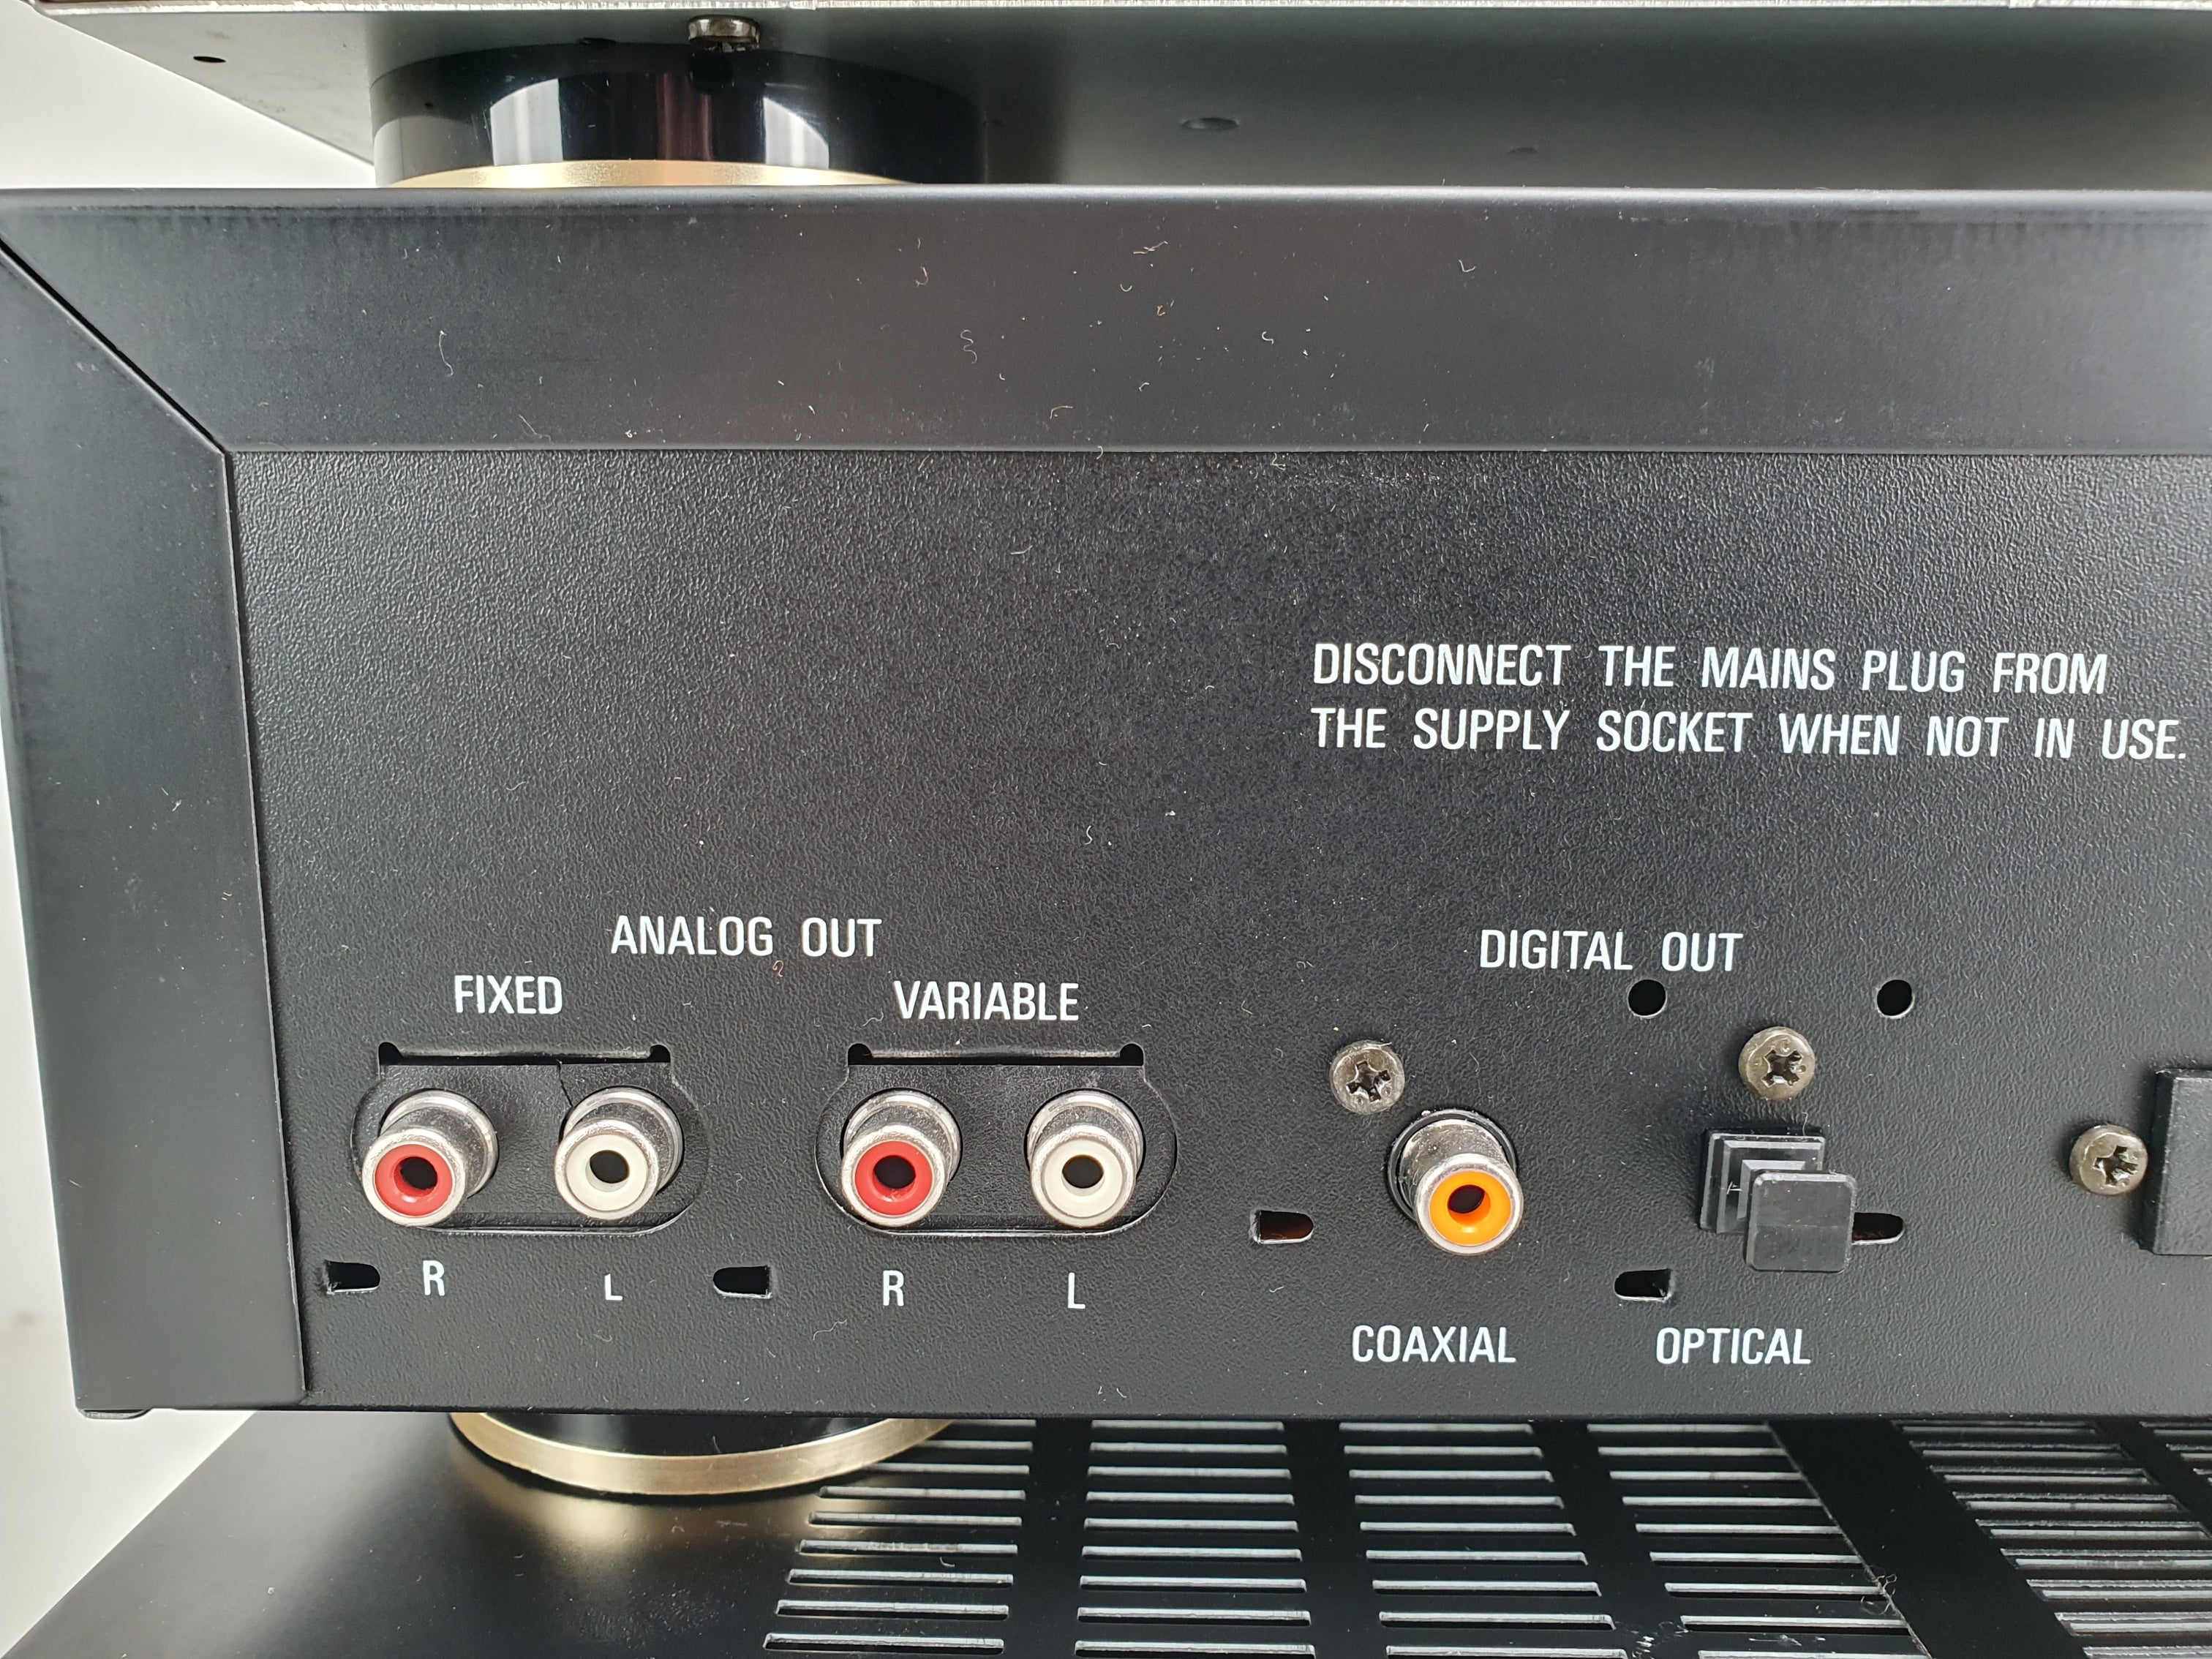 DISCONNECT THE MAINS PLUG FROM
THE SUPPLY SOCKET WHEN NOT IN USE.
ANALOG OUT
DIGITAL OUT
FIXED
VARIABLE
R
L
R
L
COAXIAL
OPTICAL